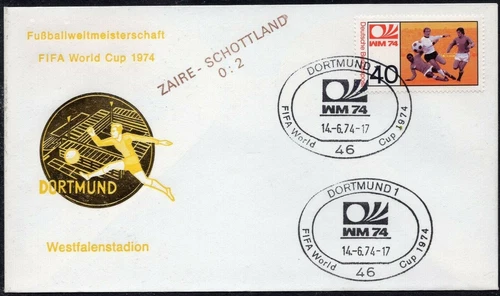 Fußballweltmeisterschaft
FIFA World Cup 1974
ZAIRE - SCHOTTLAND
0:2
WM 74
40
DORTMUND 1
WM 74
14.-6.74-17
FIFA World Cup 1974
46
DORTMUND
Westfalenstadion
DORTMUND 1
WM 74
14.-6.74-17
FIFA World Cup 1974
46